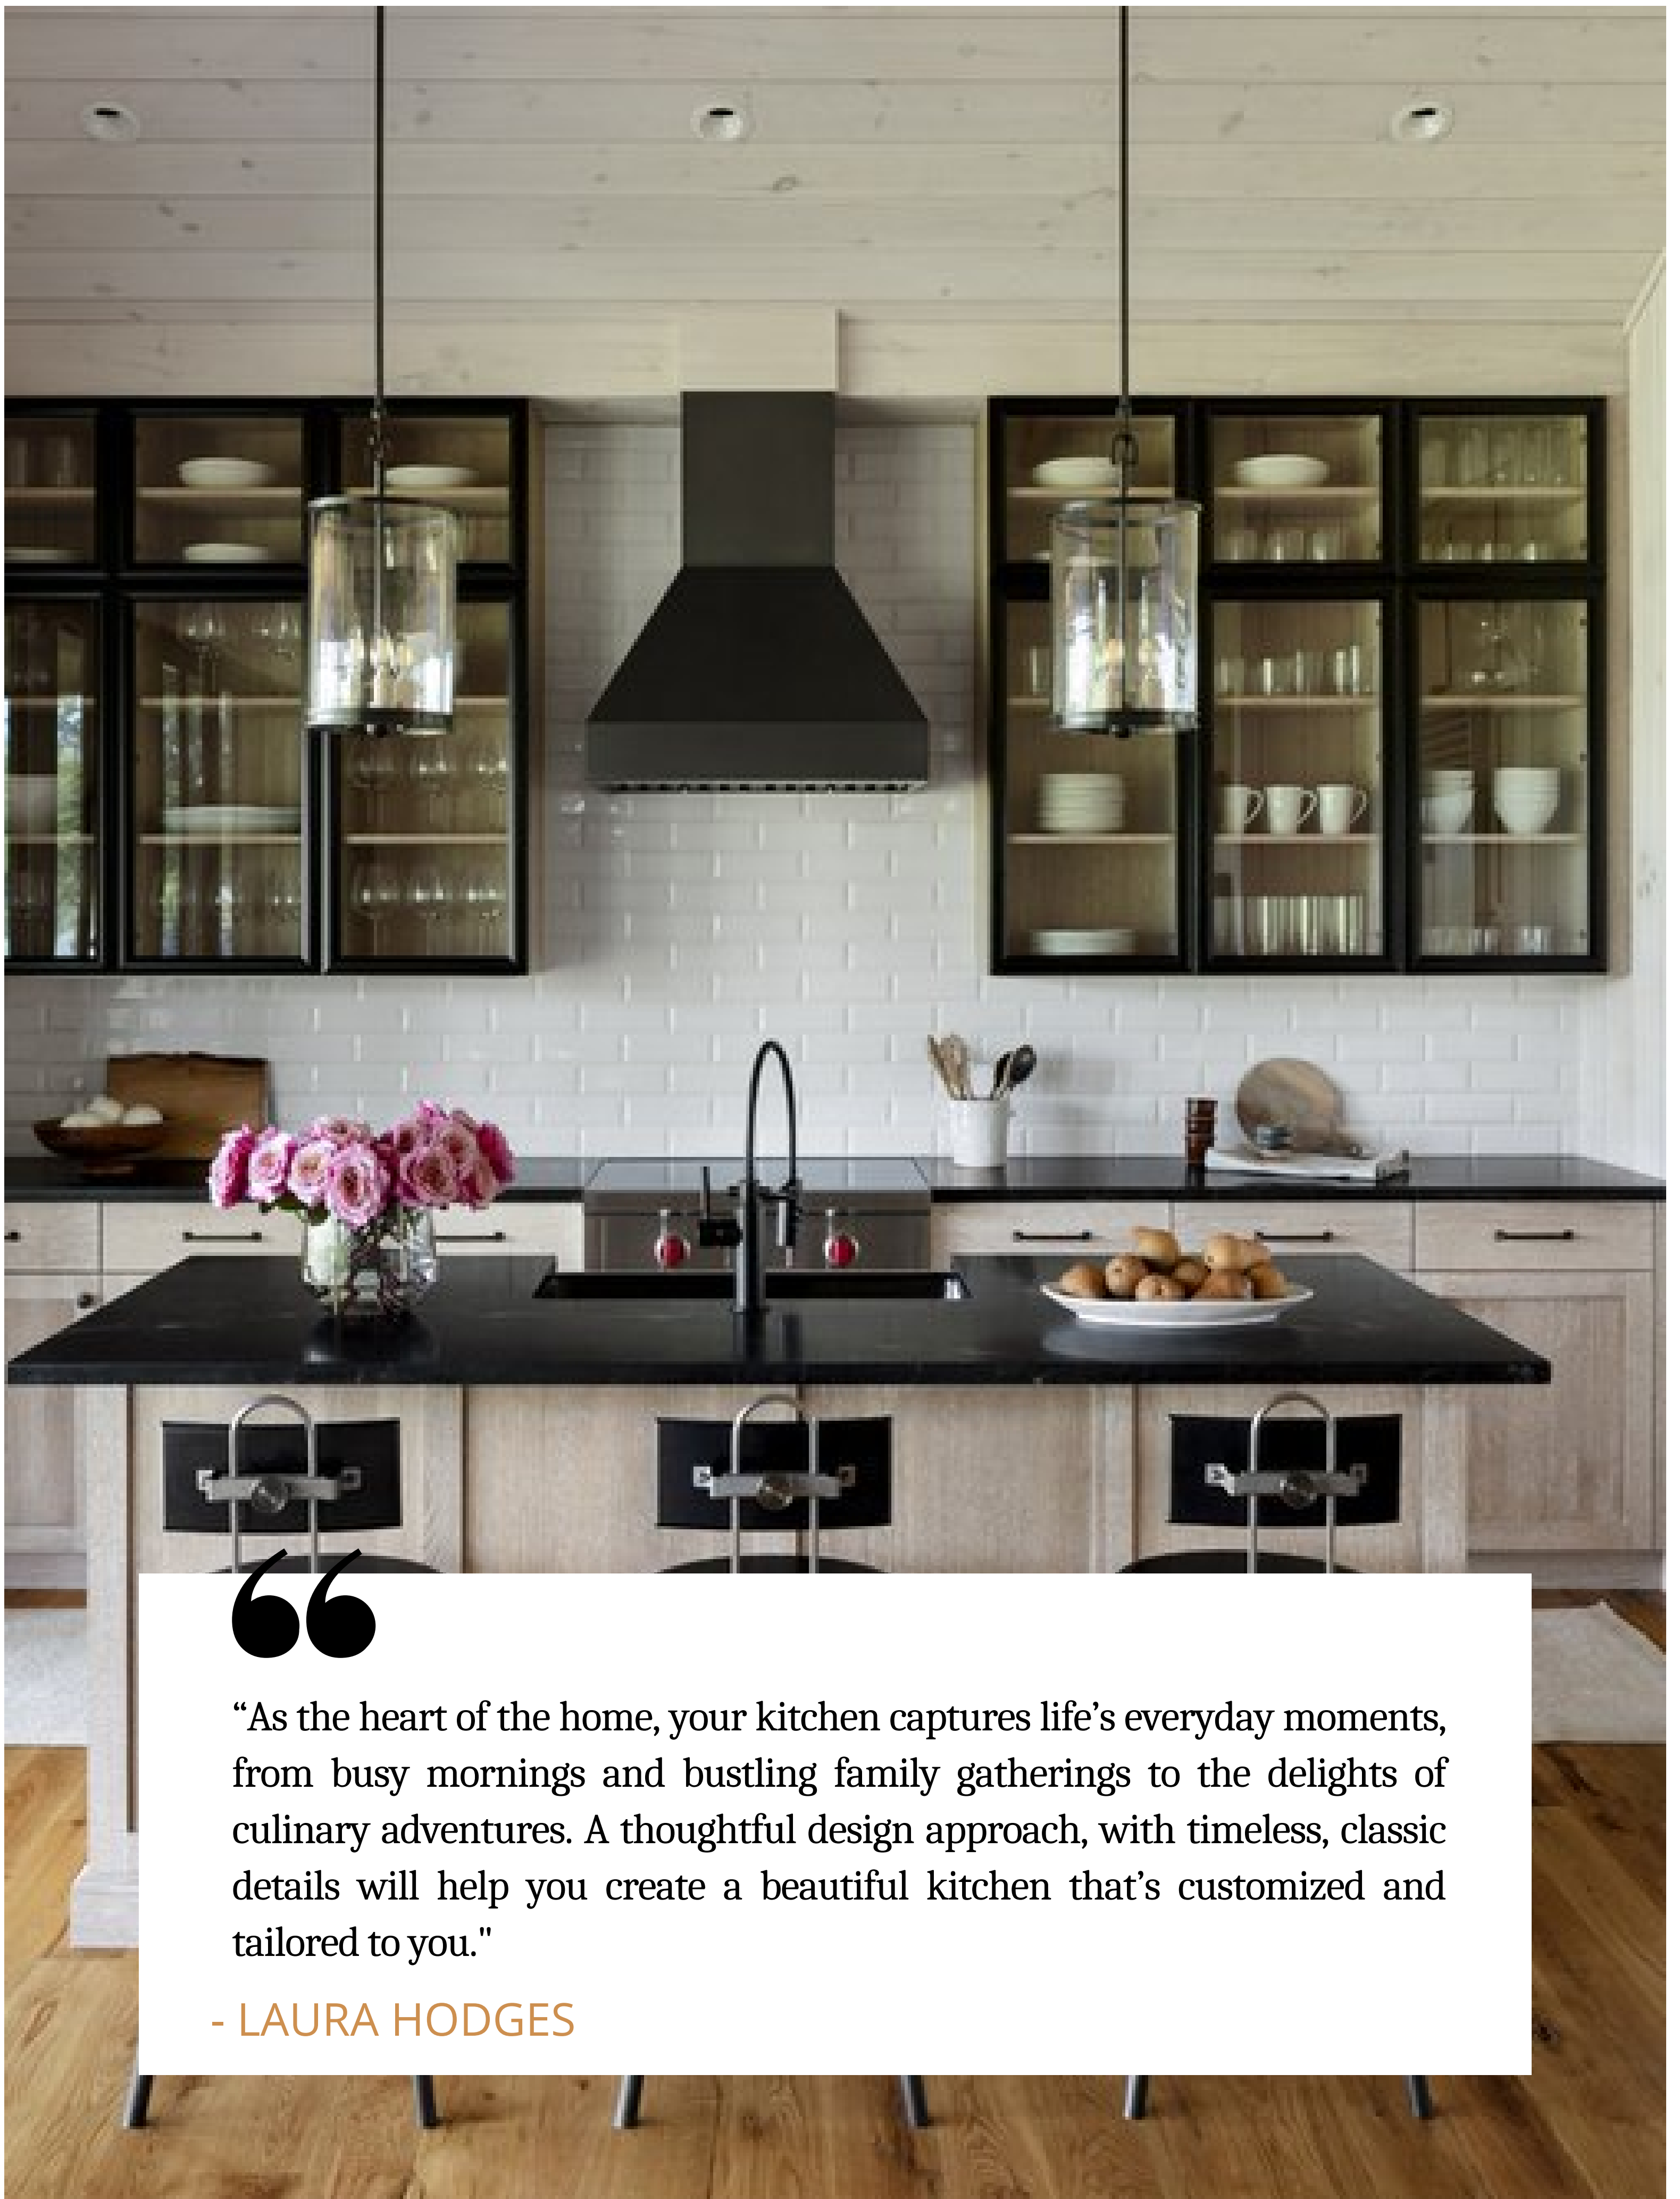 “
“As the heart of the home, your kitchen captures life’s everyday moments,
from busy mornings and bustling family gatherings to the delights of
culinary adventures. A thoughtful design approach, with timeless, classic
details will help you create a beautiful kitchen that’s customized and
tailored to you."
- LAURA HODGES